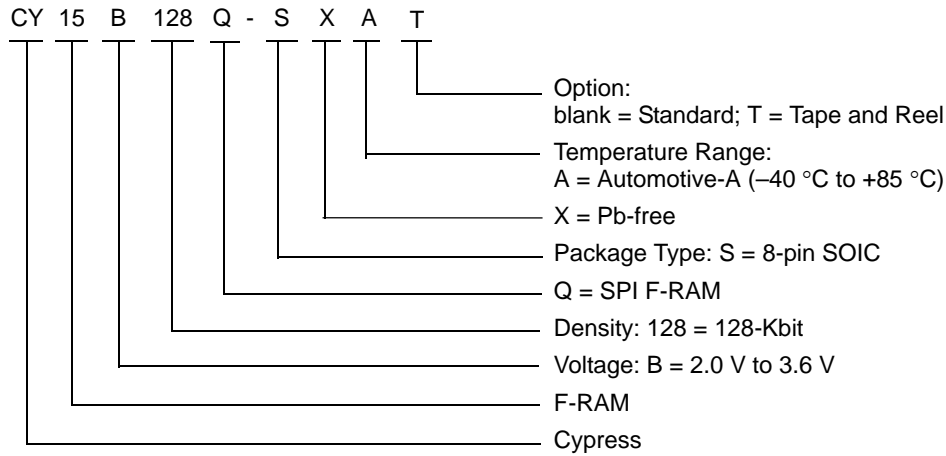 CY 15 B 128 Q - S X A T
Option:
blank = Standard; T = Tape and Reel
Temperature Range:
A = Automotive-A (–40 °C to +85 °C)
X = Pb-free
Package Type: S = 8-pin SOIC
Q = SPI F-RAM
Density: 128 = 128-Kbit
Voltage: B = 2.0 V to 3.6 V
F-RAM
Cypress